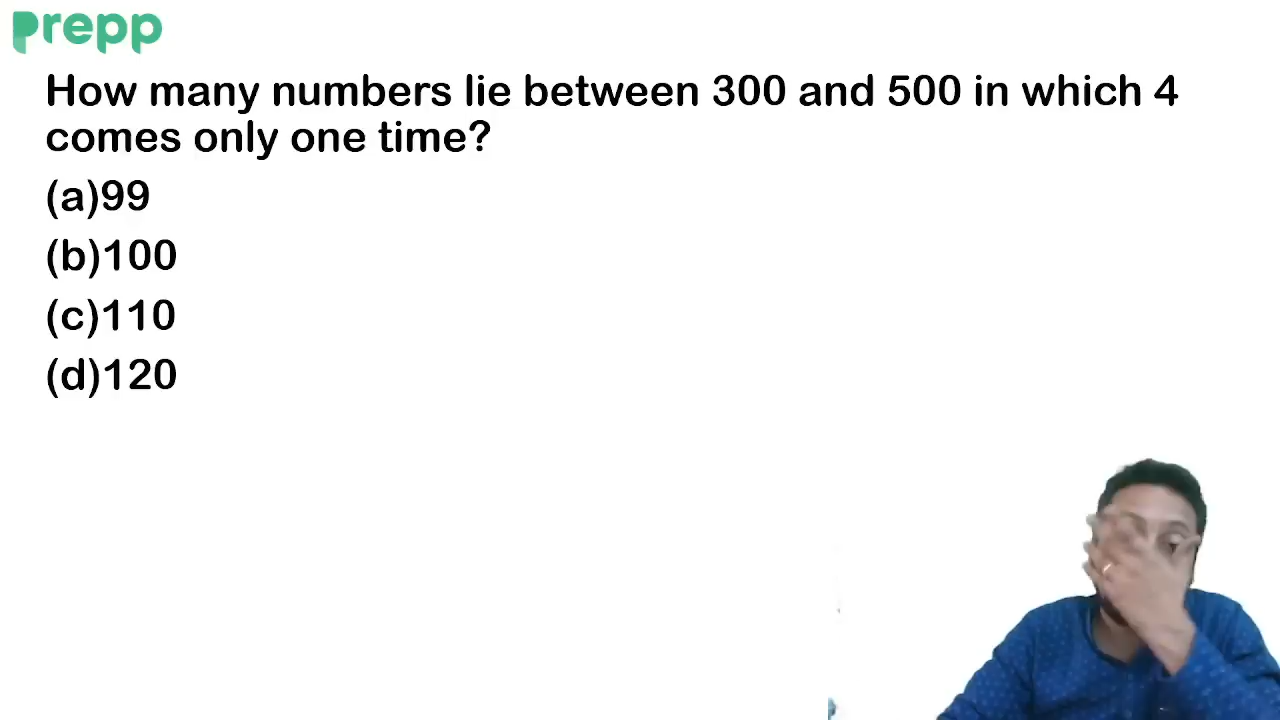 prepp
How many numbers lie between 300 and 500 in which 4
comes only one time?
(a)99
(b)100
(c)110
(d)120